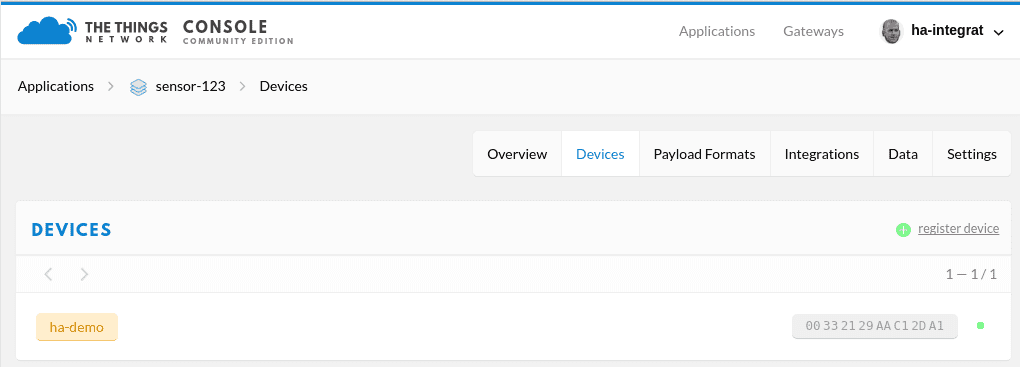 THE THINGS NETWORK CONSOLE COMMUNITY EDITION
Applications Gateways ha-integrat
Applications sensor-123 Devices
Overview Devices Payload Formats Integrations Data Settings
DEVICES register device
1 — 1 / 1
ha-demo 00 33 21 29 AA C1 2D A1